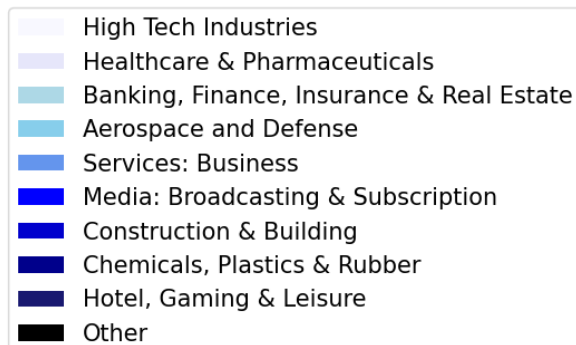 High Tech Industries
Healthcare & Pharmaceuticals
Banking, Finance, Insurance & Real Estate
Aerospace and Defense
Services: Business
Media: Broadcasting & Subscription
Construction & Building
Chemicals, Plastics & Rubber
Hotel, Gaming & Leisure
Other